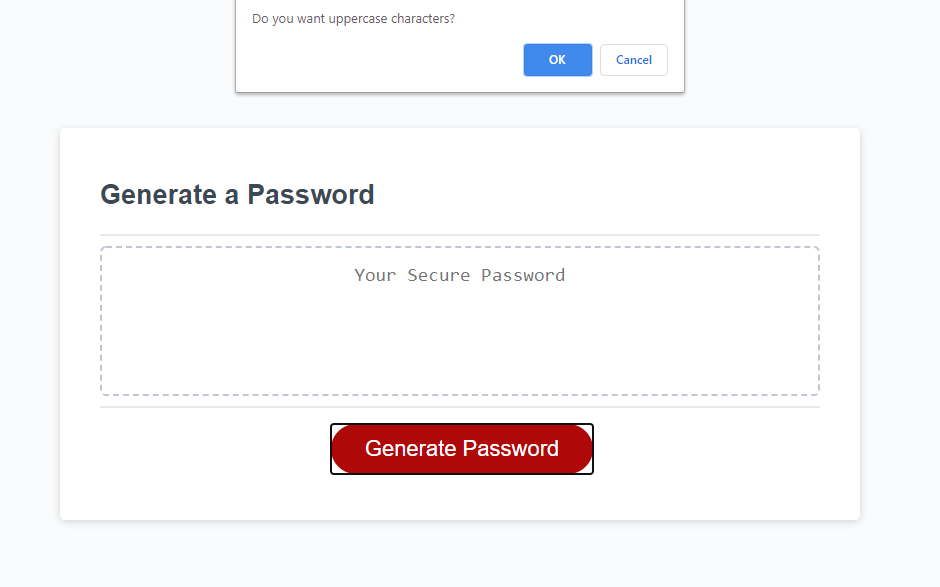 Do you want uppercase characters?
OK
Cancel
Generate a Password
Your Secure Password
Generate Password